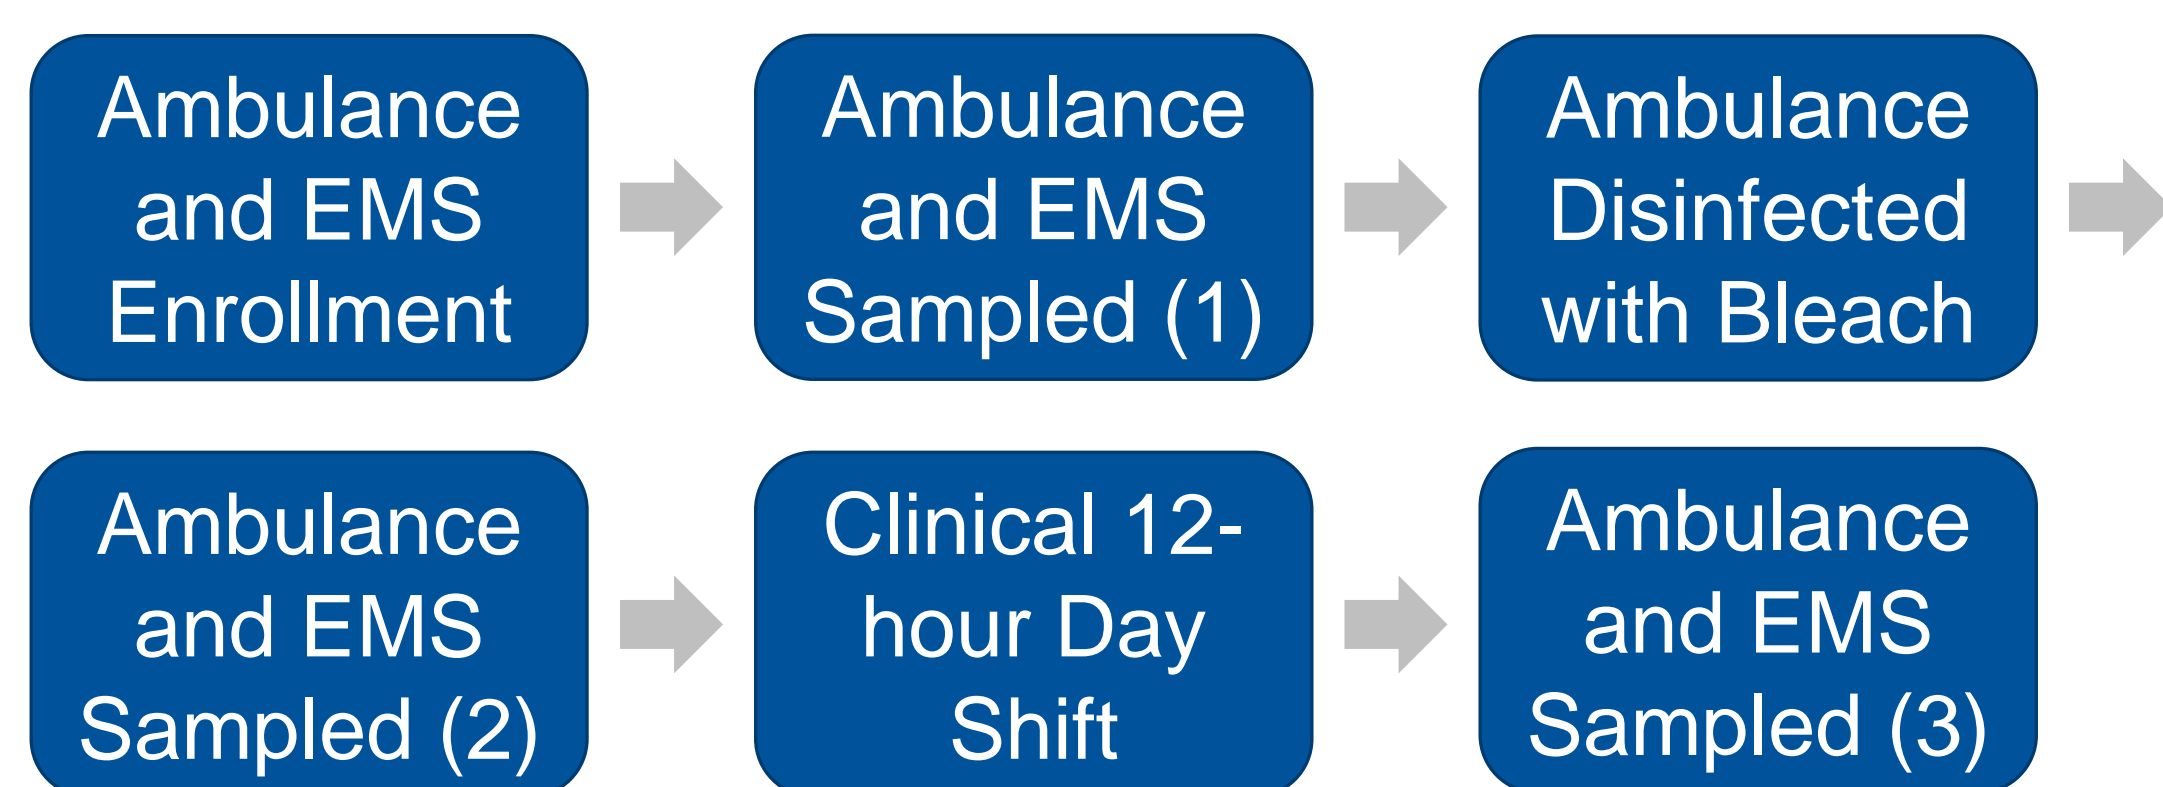 Ambulance
and EMS
Enrollment
Ambulance
and EMS
Sampled (1)
Ambulance
Disinfected
with Bleach
Ambulance
and EMS
Sampled (2)
Clinical 12-
hour Day
Shift
Ambulance
and EMS
Sampled (3)